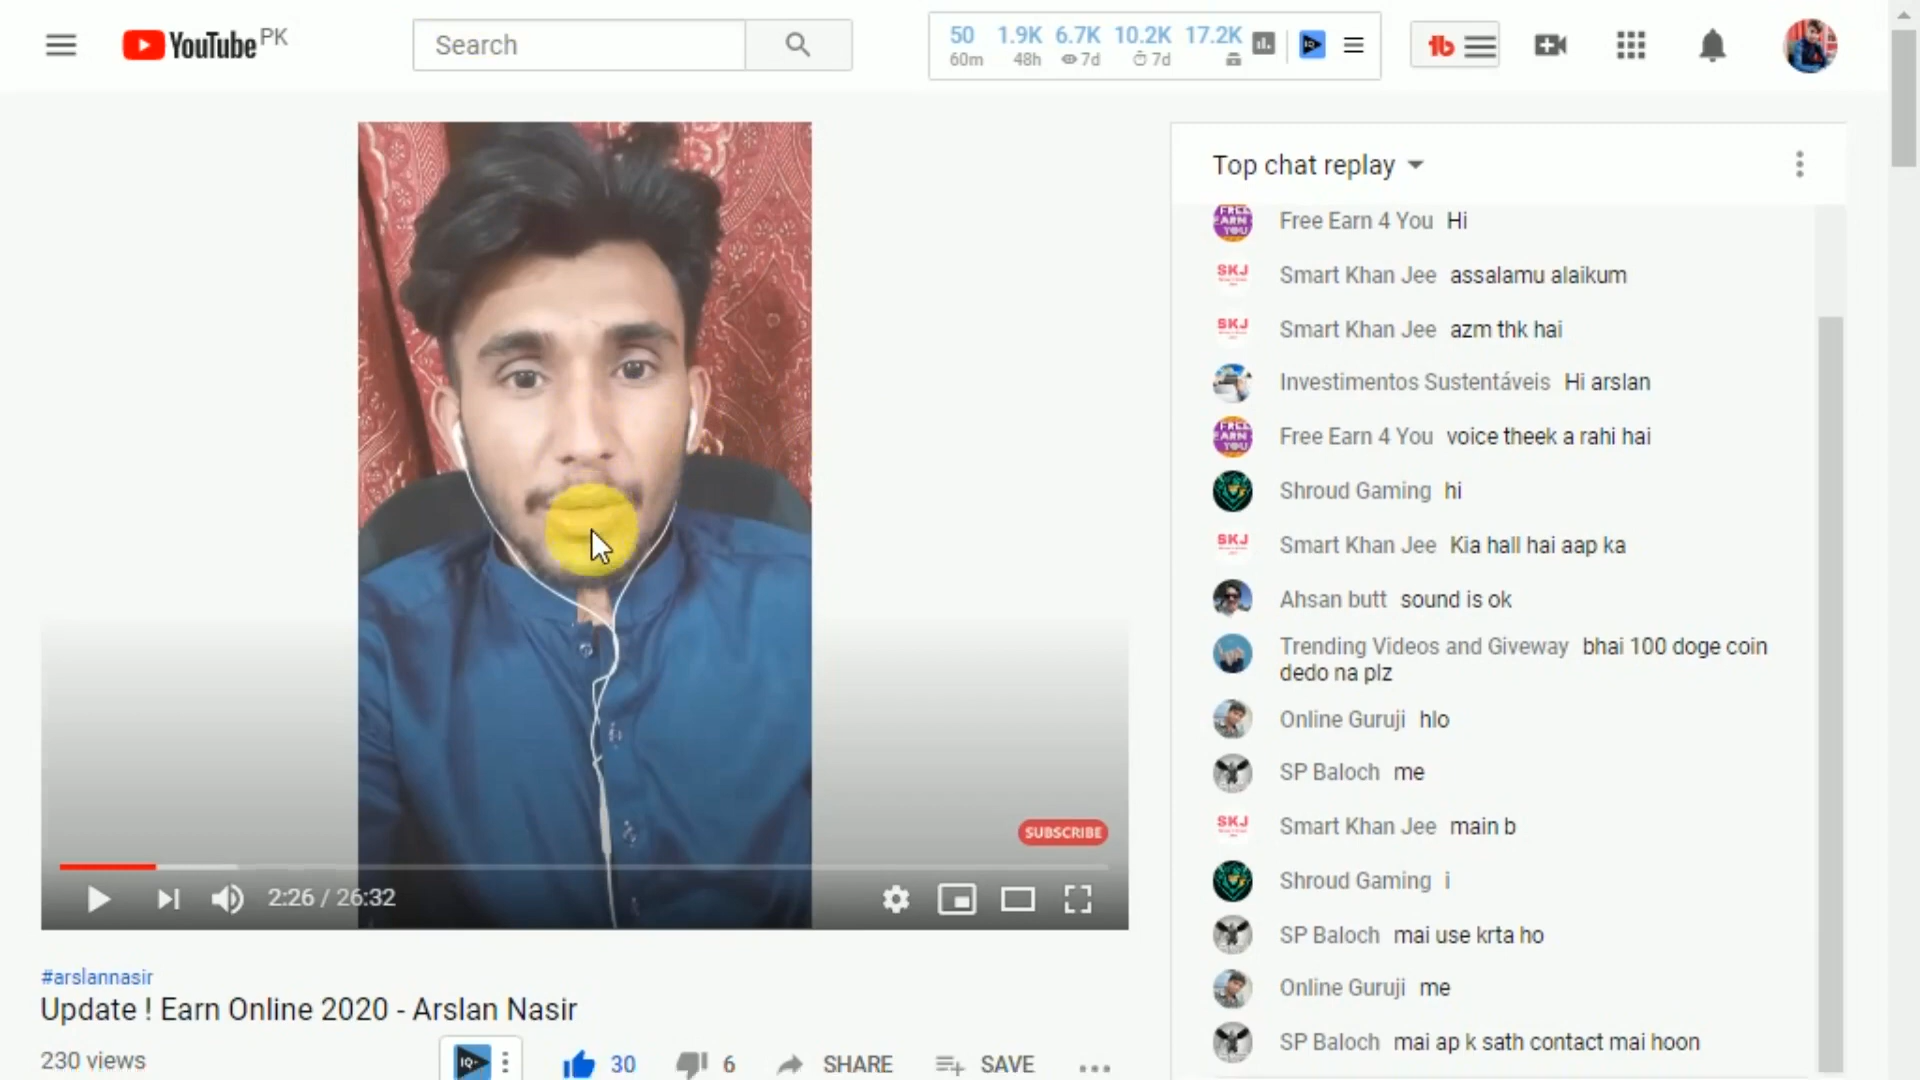 YouTube PK
Search
50 1.9K 6.7K 10.2K 17.2K
60m 48h 7d 7d
Top chat replay
Free Earn 4 You Hi
Smart Khan Jee assalamu alaikum
Smart Khan Jee azm thk hai
Investimentos Sustentáveis Hi arslan
Free Earn 4 You voice theek a rahi hai
Shroud Gaming hi
Smart Khan Jee Kia hall hai aap ka
Ahsan butt sound is ok
Trending Videos and Giveway bhai 100 doge coin
dedo na plz
Online Guruji hlo
SP Baloch me
Smart Khan Jee main b
Shroud Gaming i
SP Baloch mai use krta ho
Online Guruji me
SP Baloch mai ap k sath contact mai hoon
SUBSCRIBE
2:26 / 26:32
#arslannasir
Update ! Earn Online 2020 - Arslan Nasir
230 views
IQ
30
6
SHARE
SAVE